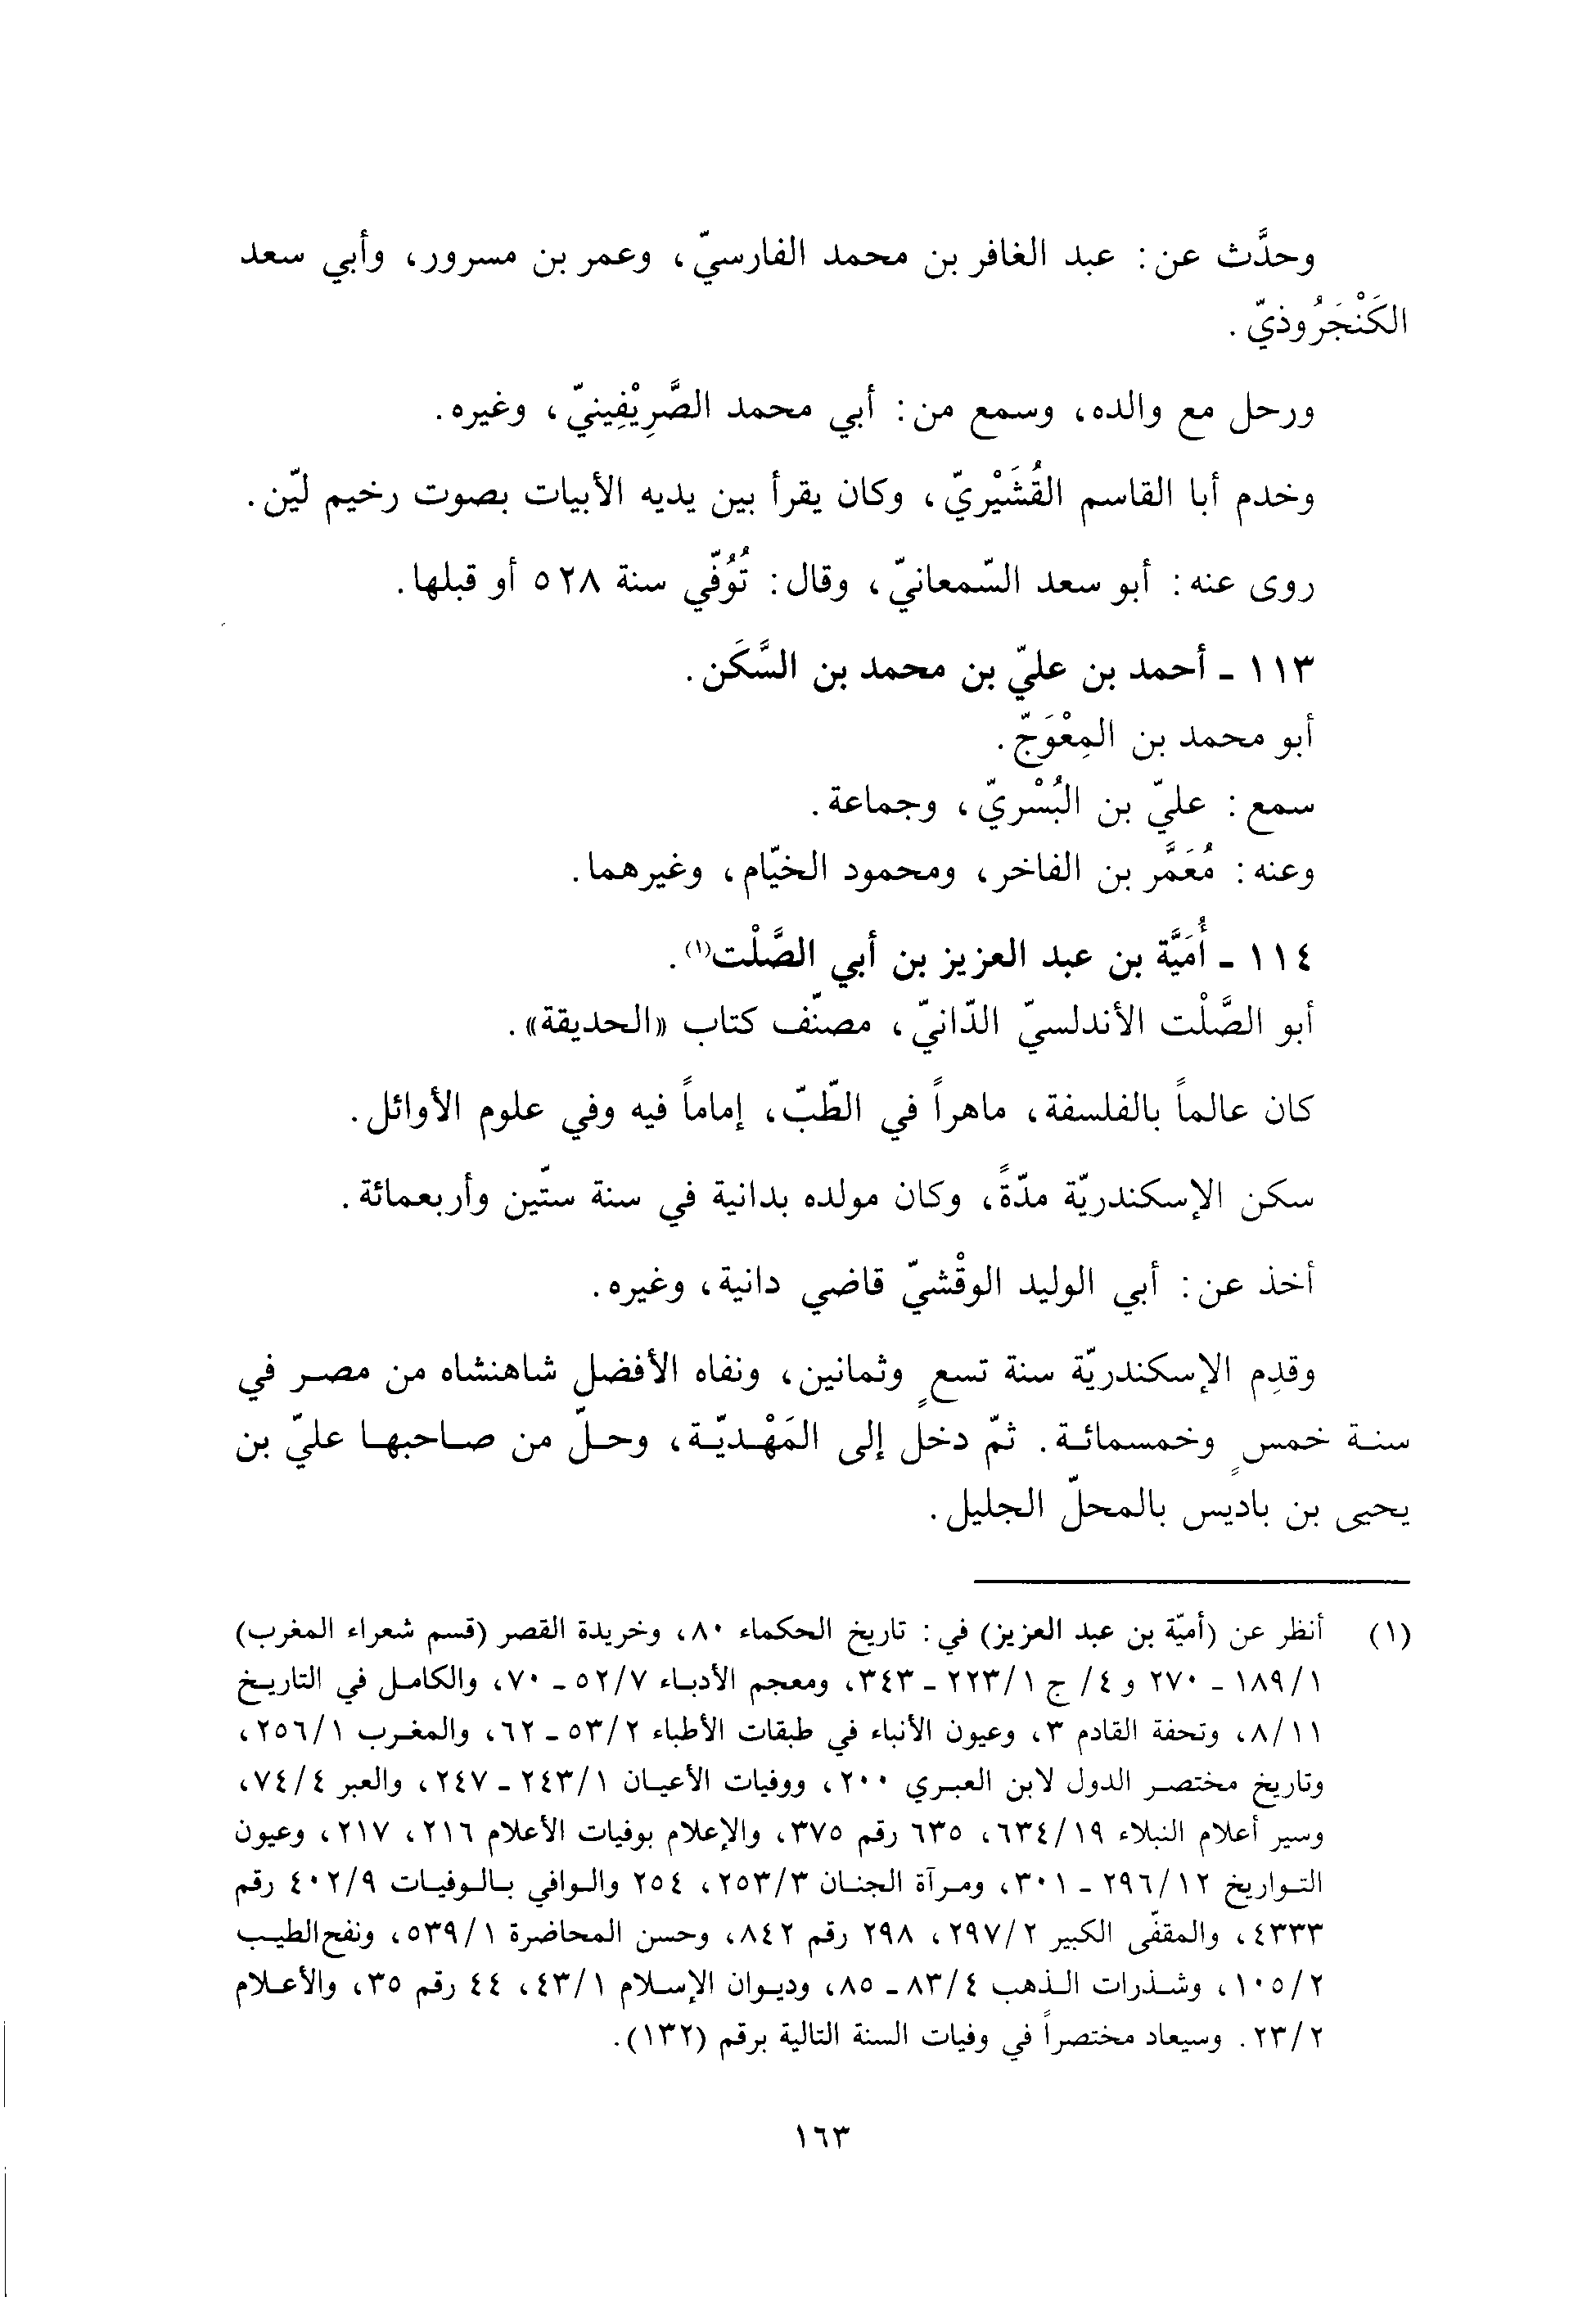 وحدَّث عن: عبد الغافر بن محمد الفارسيّ، وعمر بن مسرور، وأبي سعد
الكَنْجَرُوذيّ.
ورحل مع والده، وسمع من: أبي محمد الصَّرِيْفِينيّ، وغيره.
وخدم أبا القاسم القُشَيْريّ، وكان يقرأ بين يديه الأبيات بصوت رخيم ليّن.
روى عنه: أبو سعد السّمعانيّ، وقال: تُوُفّي سنة ٥٢٨ أو قبلها.
١١٣ ـ أحمد بن عليّ بن محمد بن السَّكَن.
أبو محمد بن المِعْوَجّ.
سمع: عليّ بن البُسْريّ، وجماعة.
وعنه: مُعَمَّر بن الفاخر، ومحمود الخيّام، وغيرهما.
١١٤ ـ أُمَيَّة بن عبد العزيز بن أبي الصَّلْت(١).
أبو الصَّلْت الأندلسيّ الدّانيّ، مصنّف كتاب «الحديقة».
كان عالماً بالفلسفة، ماهراً في الطّبّ، إماماً فيه وفي علوم الأوائل.
سكن الإسكندريّة مدّةً، وكان مولده بدانية في سنة ستّين وأربعمائة.
أخذ عن: أبي الوليد الوقْشيّ قاضي دانية، وغيره.
وقدِم الإسكندريّة سنة تسعٍ وثمانين، ونفاه الأفضل شاهنشاه من مصر في
سنة خمسٍ وخمسمائة. ثمّ دخل إلى المَهْديّة، وحلّ من صاحبها عليّ بن
يحيى بن باديس بالمحلّ الجليل.
(١) أنظر عن (أميّة بن عبد العزيز) في: تاريخ الحكماء ٨٠، وخريدة القصر (قسم شعراء المغرب)
١٨٩/١ ـ ٢٧٠ و ٤/ ج ٢٢٣/١ ـ ٣٤٣، ومعجم الأدباء ٥٢/٧ ـ ٧٠، والكامل في التاريخ
٨/١١، وتحفة القادم ٣، وعيون الأنباء في طبقات الأطباء ٥٣/٢ ـ ٦٢، والمغرب ٢٥٦/١،
وتاريخ مختصر الدول لابن العبري ٢٠٠، ووفيات الأعيان ٢٤٣/١ ـ ٢٤٧، والعبر ٧٤/٤،
وسير أعلام النبلاء ٦٣٤/١٩، ٦٣٥ رقم ٣٧٥، والإعلام بوفيات الأعلام ٢١٦، ٢١٧، وعيون
التواريخ ٢٩٦/١٢ ـ ٣٠١، ومرآة الجنان ٢٥٣/٣، ٢٥٤ والوافي بالوفيات ٤٠٢/٩ رقم
٤٣٣٣، والمقفّى الكبير ٢٩٧/٢، ٢٩٨ رقم ٨٤٢، وحسن المحاضرة ٥٣٩/١، ونفح الطيب
١٠٥/٢، وشذرات الذهب ٨٣/٤ ـ ٨٥، وديوان الإسلام ٤٣/١، ٤٤ رقم ٣٥، والأعلام
٢٣/٢. وسيعاد مختصراً في وفيات السنة التالية برقم (١٣٢).
١٦٣